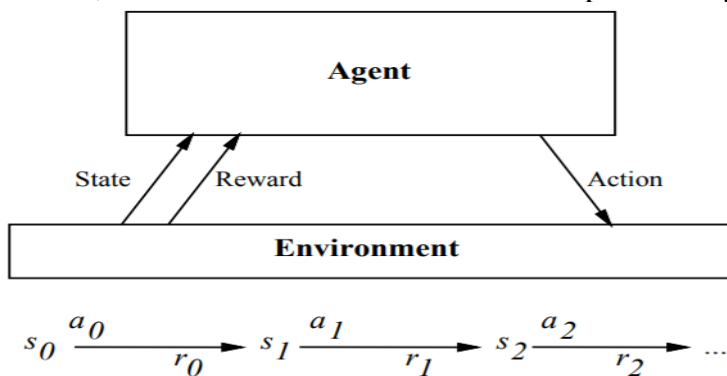 Agent
State Reward Action
Environment
s0 a0 r0 s1 a1 r1 s2 a2 r2 ...